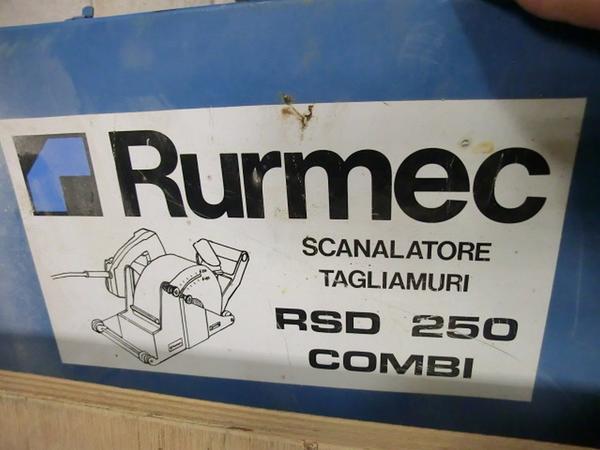 Rurmec
SCANALATORE
TAGLIAMURI
RSD 250
COMBI